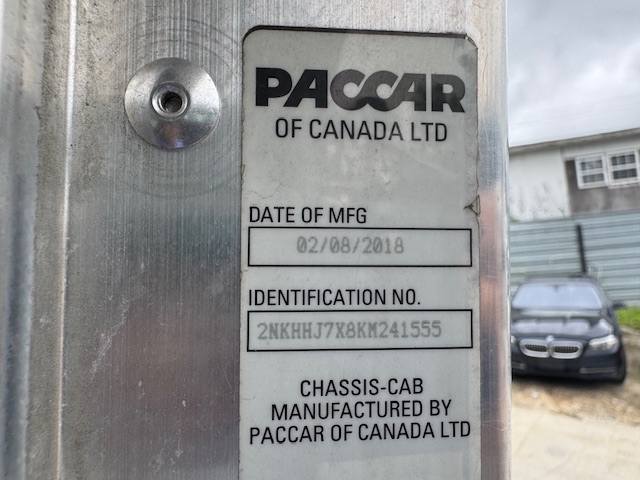 PACCAR
OF CANADA LTD
DATE OF MFG
02/08/2018
IDENTIFICATION NO.
2NKHHJ7X8KM241555
CHASSIS-CAB
MANUFACTURED BY
PACCAR OF CANADA LTD